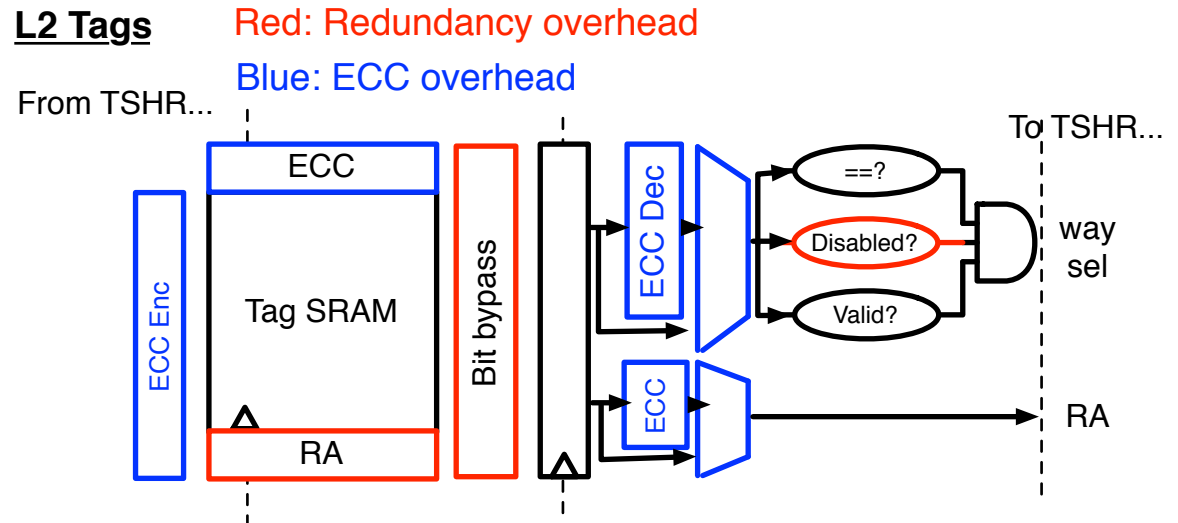 L2 Tags
Red: Redundancy overhead
Blue: ECC overhead
From TSHR...
To TSHR...
ECC
ECC Enc
Tag SRAM
RA
Bit bypass
ECC Dec
ECC
==?
Disabled?
Valid?
way
sel
RA